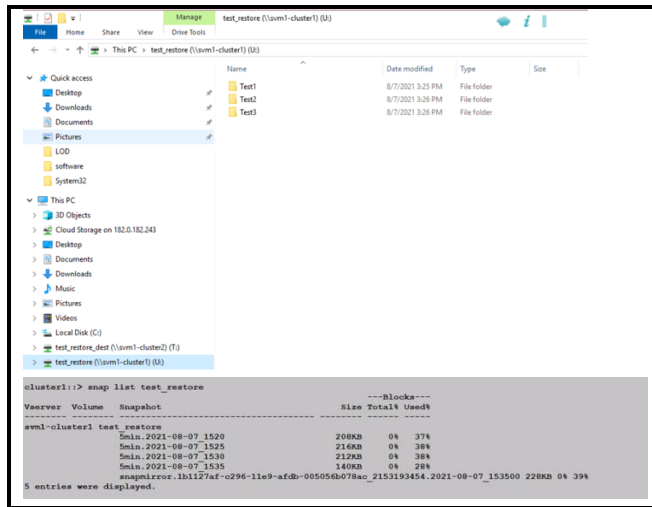 Manage
test_restore (\\svm1-cluster1) (U:)
File Home Share View Drive Tools
This PC > test_restore (\\svm1-cluster1) (U:)
Name Date modified Type Size
Quick access
Desktop
Downloads
Documents
Pictures
LOD
software
System32
Test1 8/7/2021 3:25 PM File folder
Test2 8/7/2021 3:26 PM File folder
Test3 8/7/2021 3:26 PM File folder
This PC
3D Objects
Cloud Storage on 182.0.182.243
Desktop
Documents
Downloads
Music
Pictures
Videos
Local Disk (C:)
test_restore_dest (\\svm1-cluster2) (T:)
test_restore (\\svm1-cluster1) (U:)
cluster1::> snap list test_restore
---Blocks---
Vserver Volume Snapshot Size Total% Used%
svm1-cluster1 test_restore
5min.2021-08-07_1520 208KB 0% 37%
5min.2021-08-07_1525 216KB 0% 38%
5min.2021-08-07_1530 212KB 0% 38%
5min.2021-08-07_1535 140KB 0% 28%
snapmirror.1b1127af-c296-11e9-afdb-005056b078ac_2153193454.2021-08-07_153500 228KB 0% 39%
5 entries were displayed.